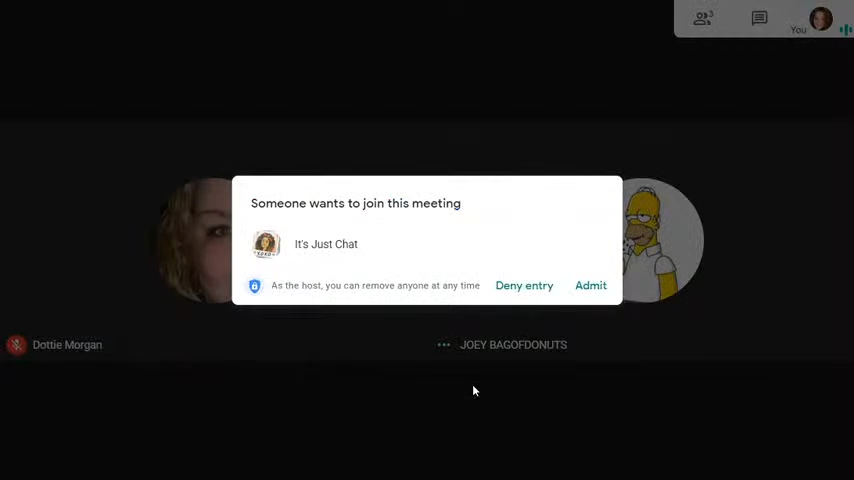 3
You
Someone wants to join this meeting
It's Just Chat
As the host, you can remove anyone at any time
Deny entry
Admit
Dottie Morgan
JOEY BAGOFDONUTS